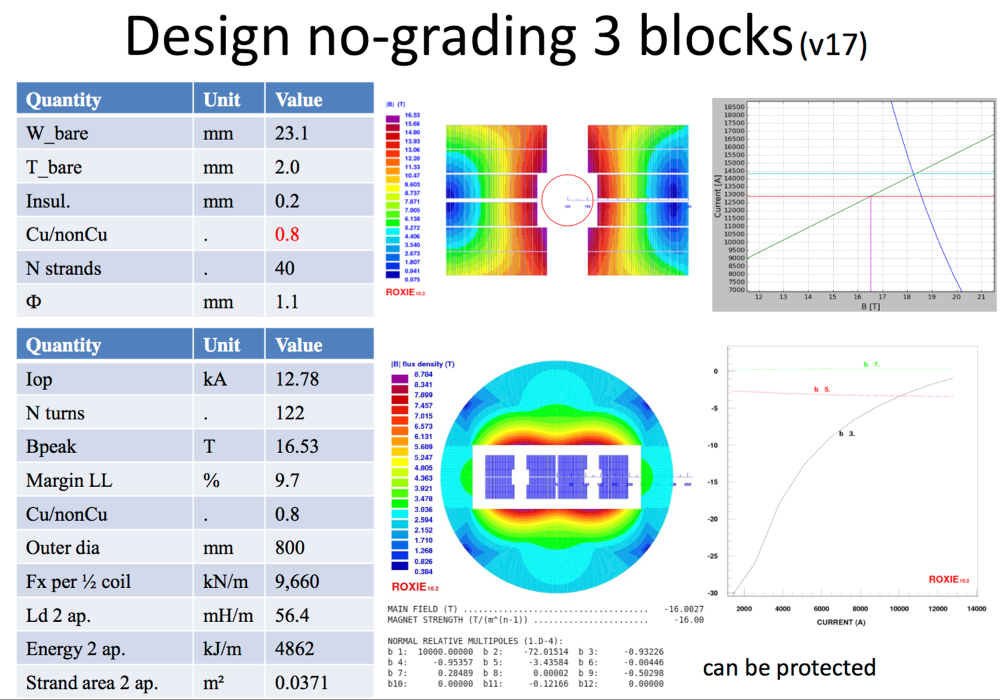 Design no-grading 3 blocks (v17)
Quantity Unit Value
W_bare mm 23.1
T_bare mm 2.0
Insul. mm 0.2
Cu/nonCu . 0.8
N strands . 40
Φ mm 1.1
Quantity Unit Value
Iop kA 12.78
N turns . 122
Bpeak T 16.53
Margin LL % 9.7
Cu/nonCu . 0.8
Outer dia mm 800
Fx per ½ coil kN/m 9,660
Ld 2 ap. mH/m 56.4
Energy 2 ap. kJ/m 4862
Strand area 2 ap. m² 0.0371
|B| (T)
16.53
15.66
14.80
13.93
13.06
12.20
11.33
10.47
9.603
8.737
7.871
7.005
6.138
5.272
4.406
3.540
2.673
1.807
0.941
0.075
ROXIE10.2
125 145
18500
18000
17500
17000
16500
16000
15500
15000
14500
14000
13500
13000
12500
12000
11500
11000
10500
10000
9500
9000
8500
8000
7500
7000
Current [A]
12 13 14 15 16 17 18 19 20 21
B [T]
|B| flux density (T)
8.784
8.341
7.899
7.457
7.015
6.573
6.131
5.689
5.247
4.805
4.363
3.921
3.478
3.036
2.594
2.152
1.710
1.268
0.826
0.384
ROXIE10.2
0 50 100 150 200 250 450
b 7.
b 5.
b 3.
0
-5
-10
-15
-20
-25
-30
ROXIE10.2
2000 4000 6000 8000 10000 12000 14000
CURRENT (A)
MAIN FIELD (T) ................................... -16.0027
MAGNET STRENGTH (T/(m^(n-1)) ...................... -16.00
NORMAL RELATIVE MULTIPOLES (1.D-4):
b 1: 10000.00000 b 2: -72.01514 b 3: -0.93226
b 4: -0.95357 b 5: -3.43584 b 6: -0.00446
b 7: 0.28489 b 8: 0.00002 b 9: -0.50298
b10: 0.00000 b11: -0.12166 b12: 0.00000
can be protected